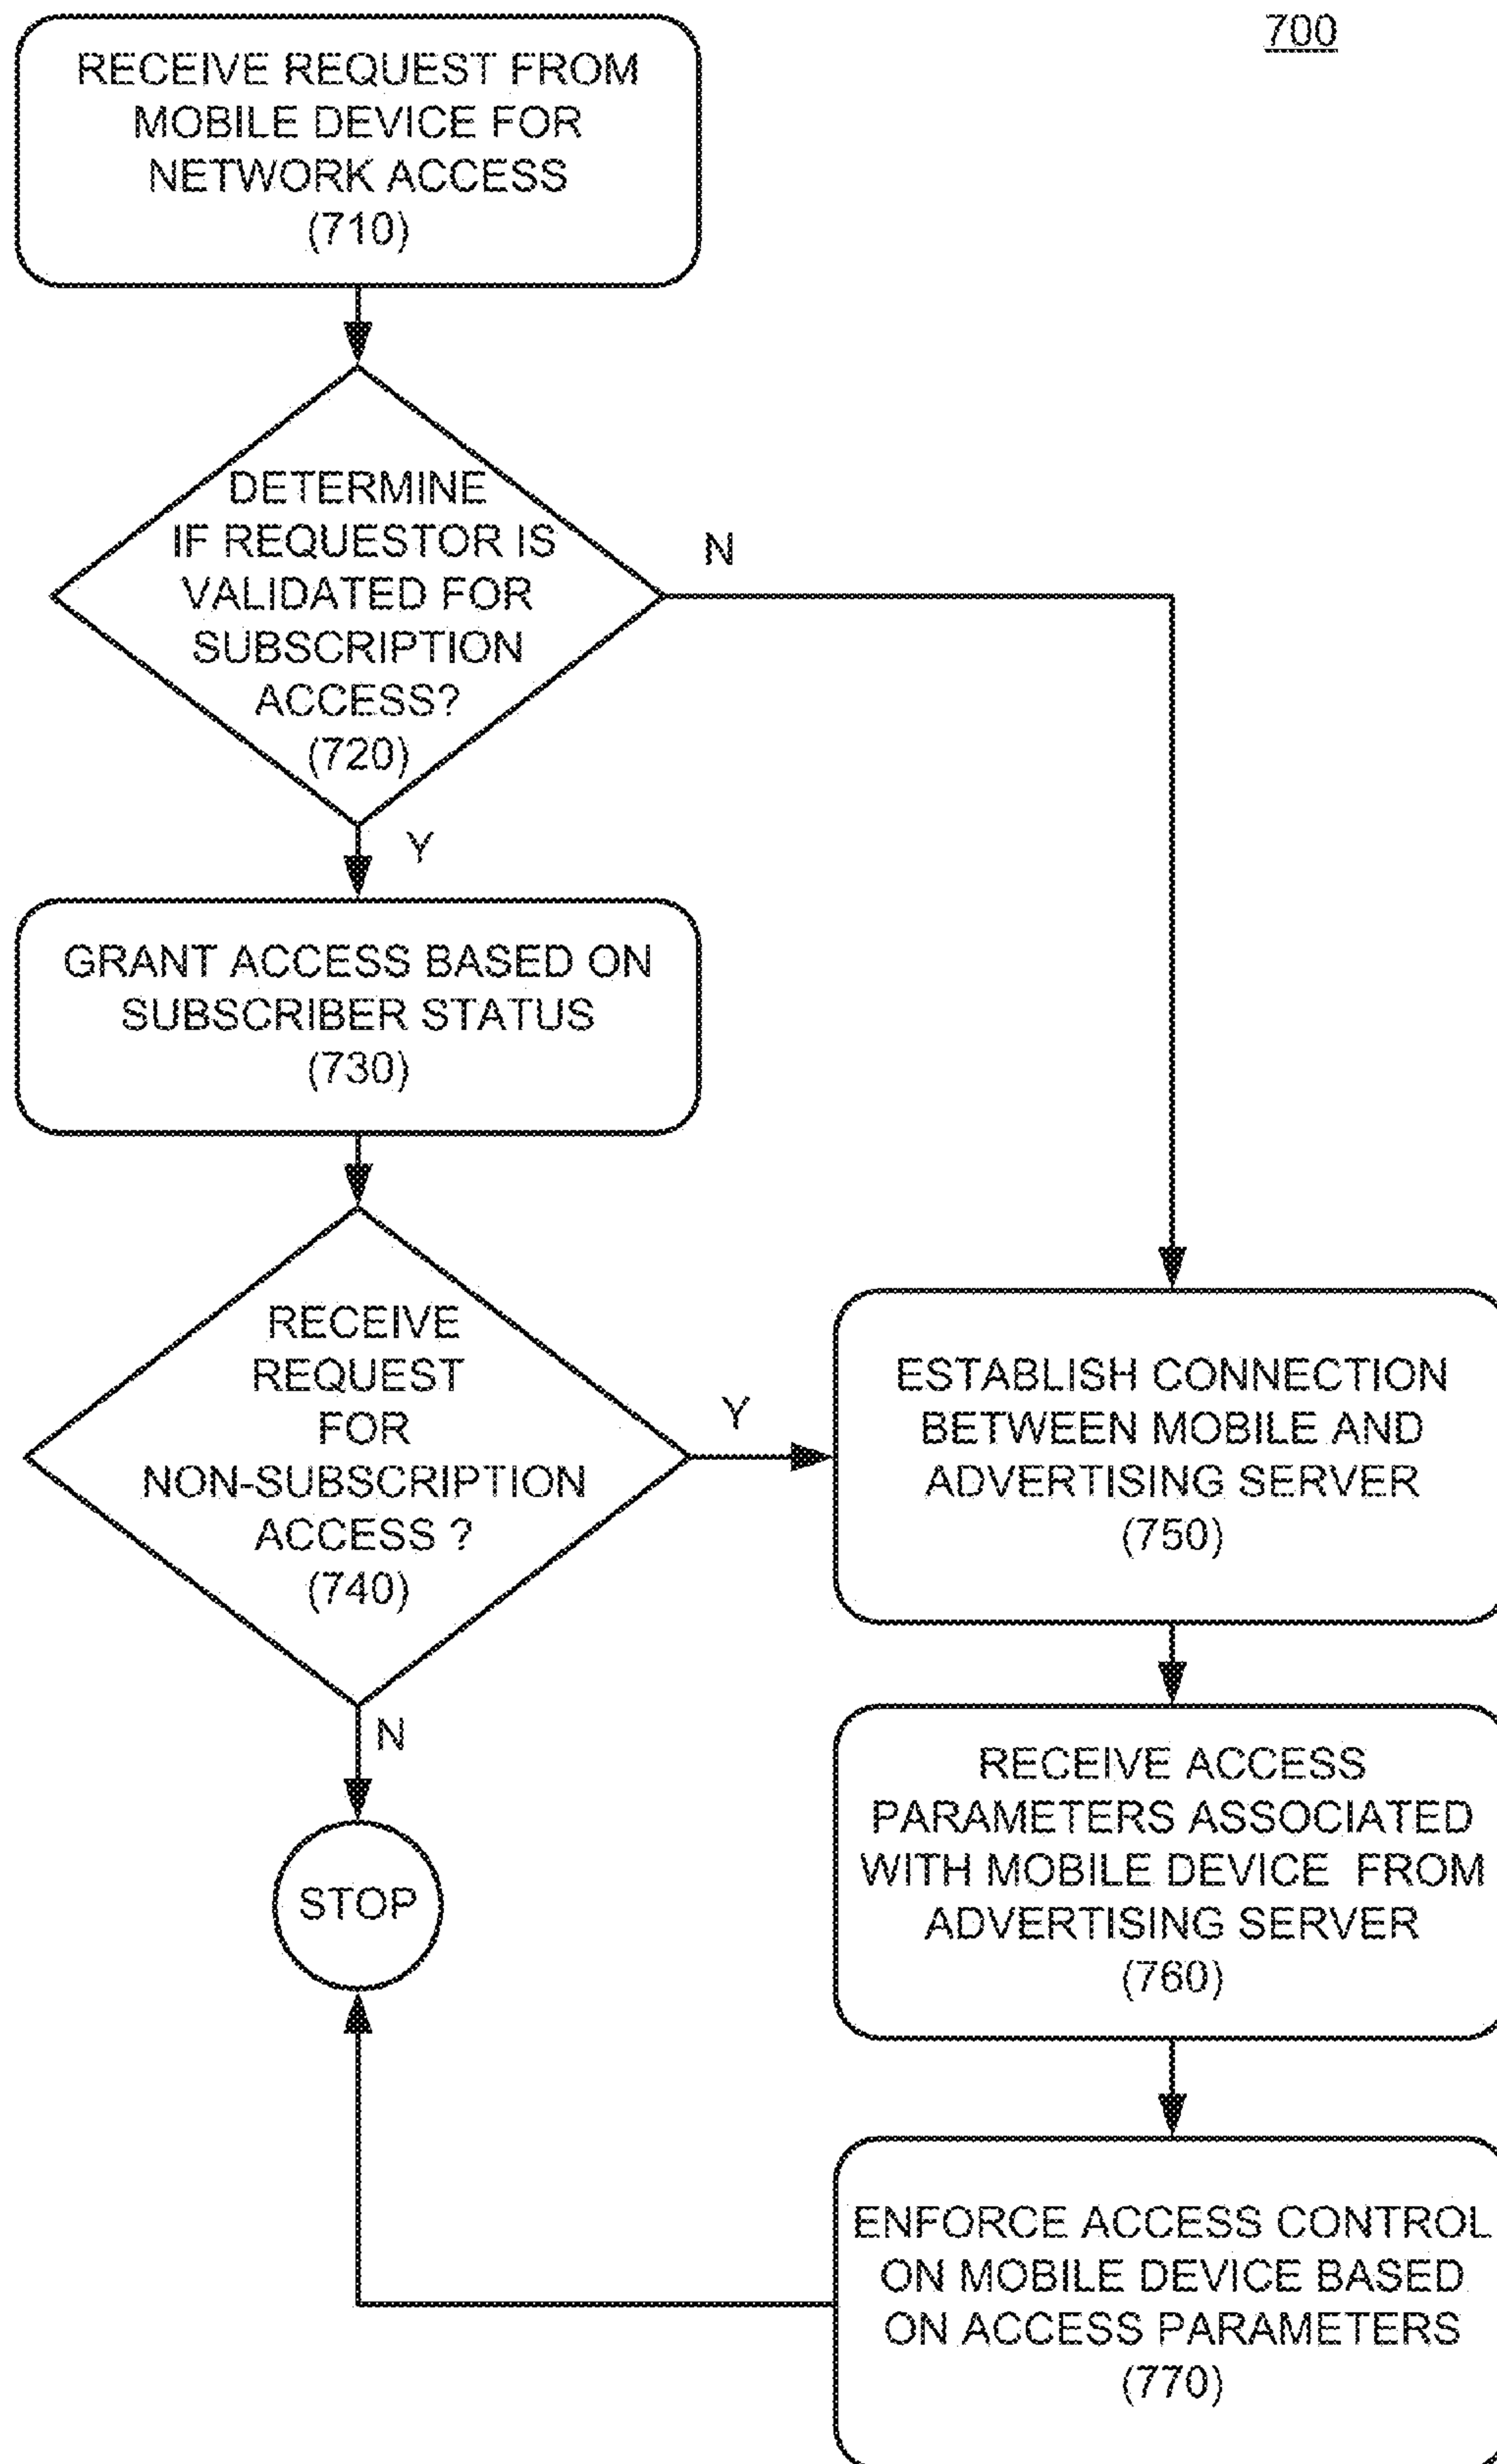 700
RECEIVE REQUEST FROM
MOBILE DEVICE FOR
NETWORK ACCESS
(710)
DETERMINE
IF REQUESTOR IS
VALIDATED FOR
SUBSCRIPTION
ACCESS?
(720)
N
Y
GRANT ACCESS BASED ON
SUBSCRIBER STATUS
(730)
RECEIVE
REQUEST
FOR
NON-SUBSCRIPTION
ACCESS ?
(740)
Y
N
STOP
ESTABLISH CONNECTION
BETWEEN MOBILE AND
ADVERTISING SERVER
(750)
RECEIVE ACCESS
PARAMETERS ASSOCIATED
WITH MOBILE DEVICE FROM
ADVERTISING SERVER
(760)
ENFORCE ACCESS CONTROL
ON MOBILE DEVICE BASED
ON ACCESS PARAMETERS
(770)